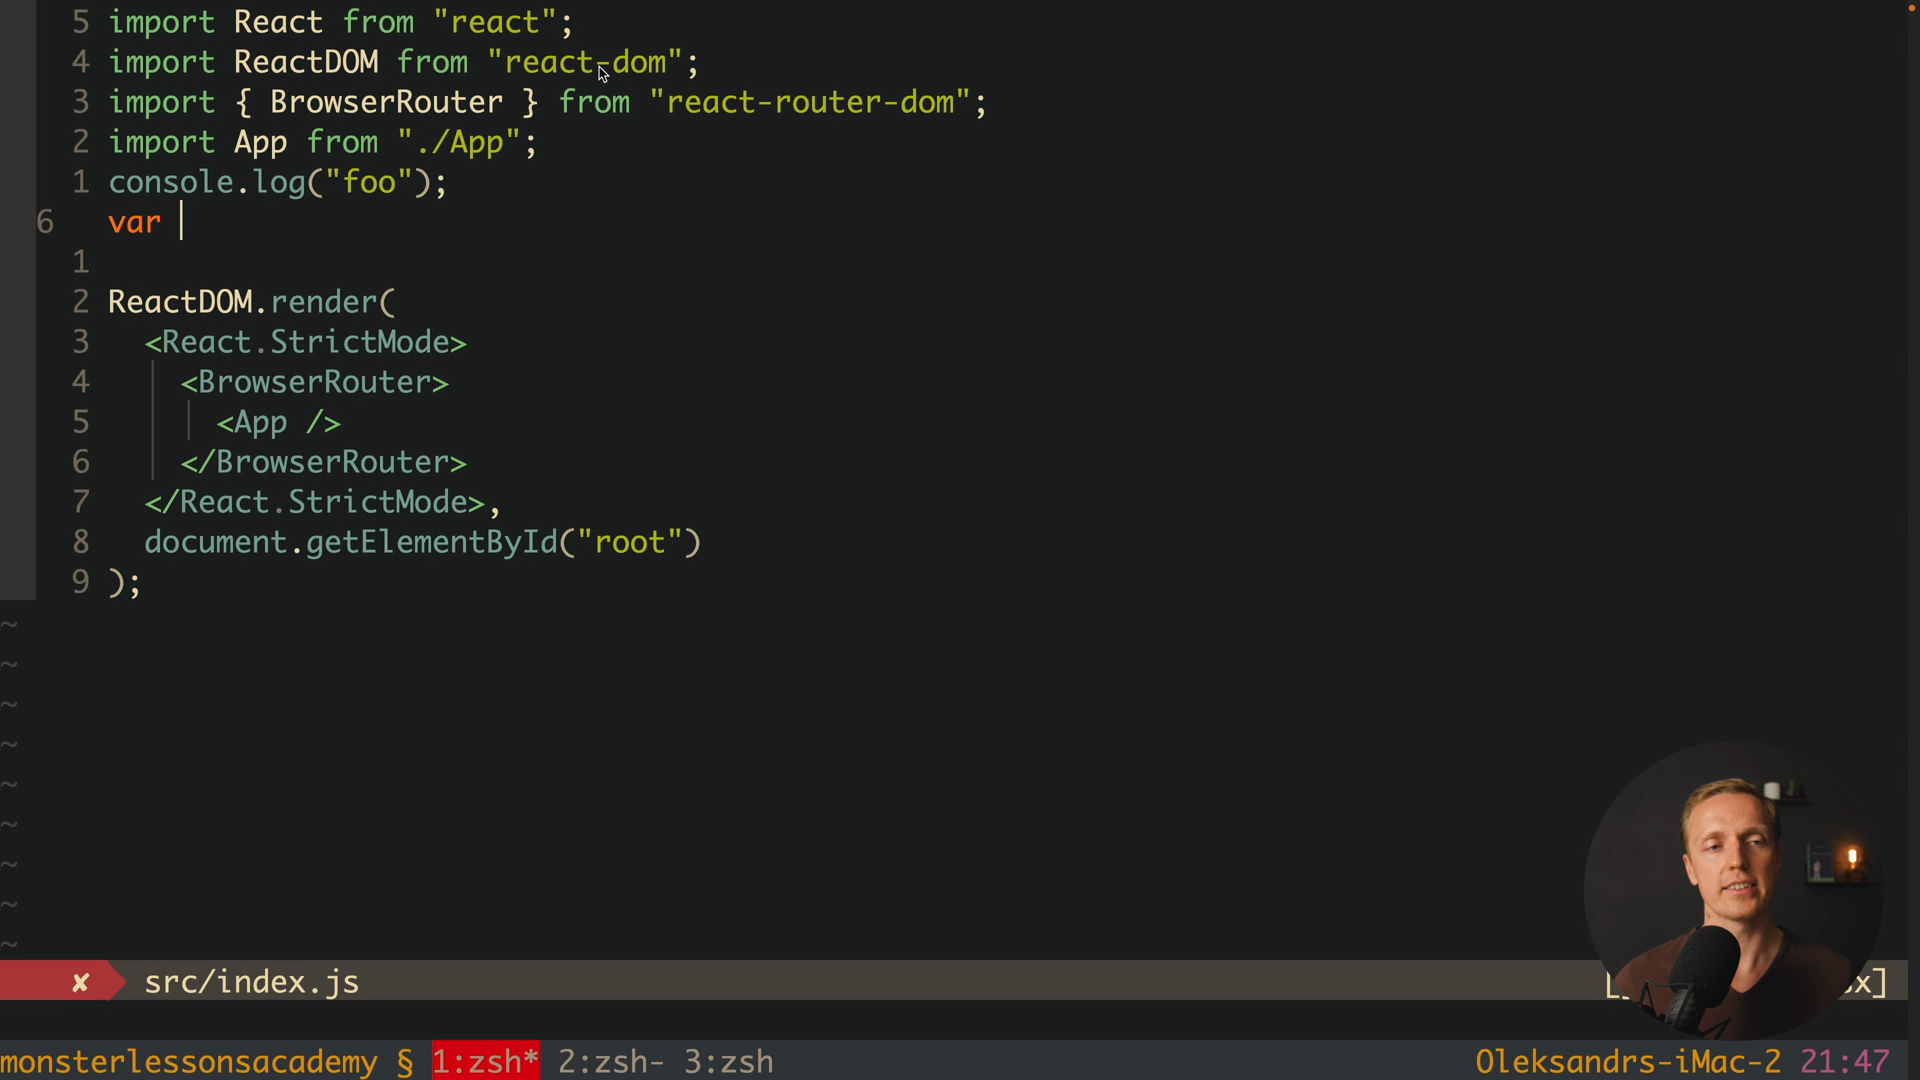 5 import React from "react";
4 import ReactDOM from "react-dom";
3 import { BrowserRouter } from "react-router-dom";
2 import App from "./App";
1 console.log("foo");
6 var
1
2 ReactDOM.render(
3 <React.StrictMode>
4 <BrowserRouter>
5 <App />
6 </BrowserRouter>
7 </React.StrictMode>,
8 document.getElementById("root")
9 );
~
~
~
~
~
~
~
~
~
✘ src/index.js
monsterlessonsacademy § 1:zsh* 2:zsh- 3:zsh Oleksandrs-iMac-2 21:47